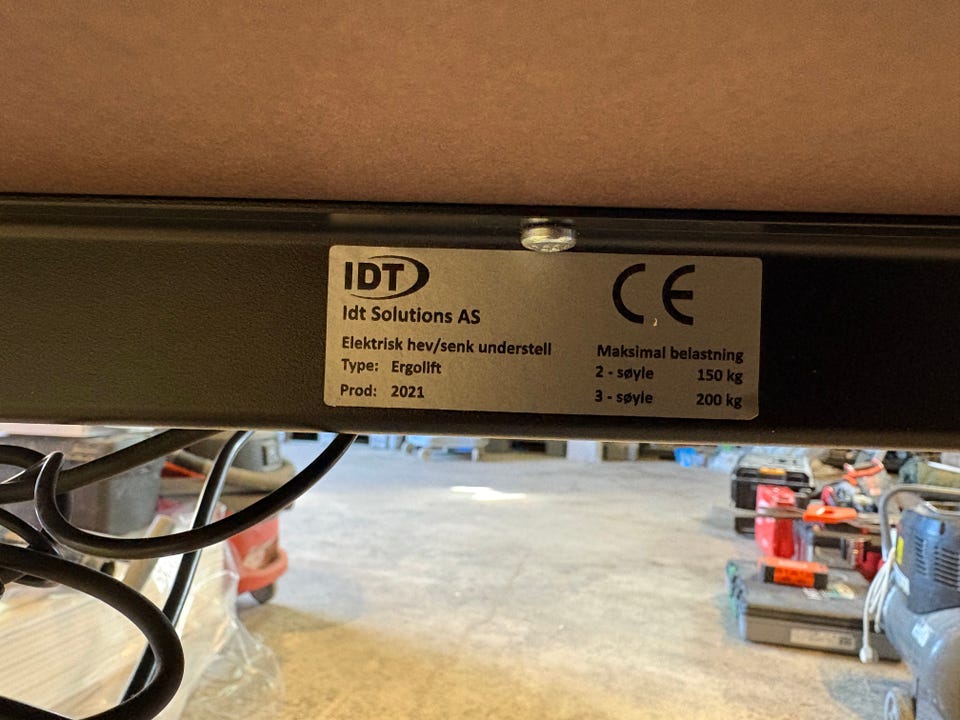 IDT
CE
Idt Solutions AS
Elektrisk hev/senk understell
Type: Ergolift
Prod: 2021
Maksimal belastning
2 - søyle 150 kg
3 - søyle 200 kg